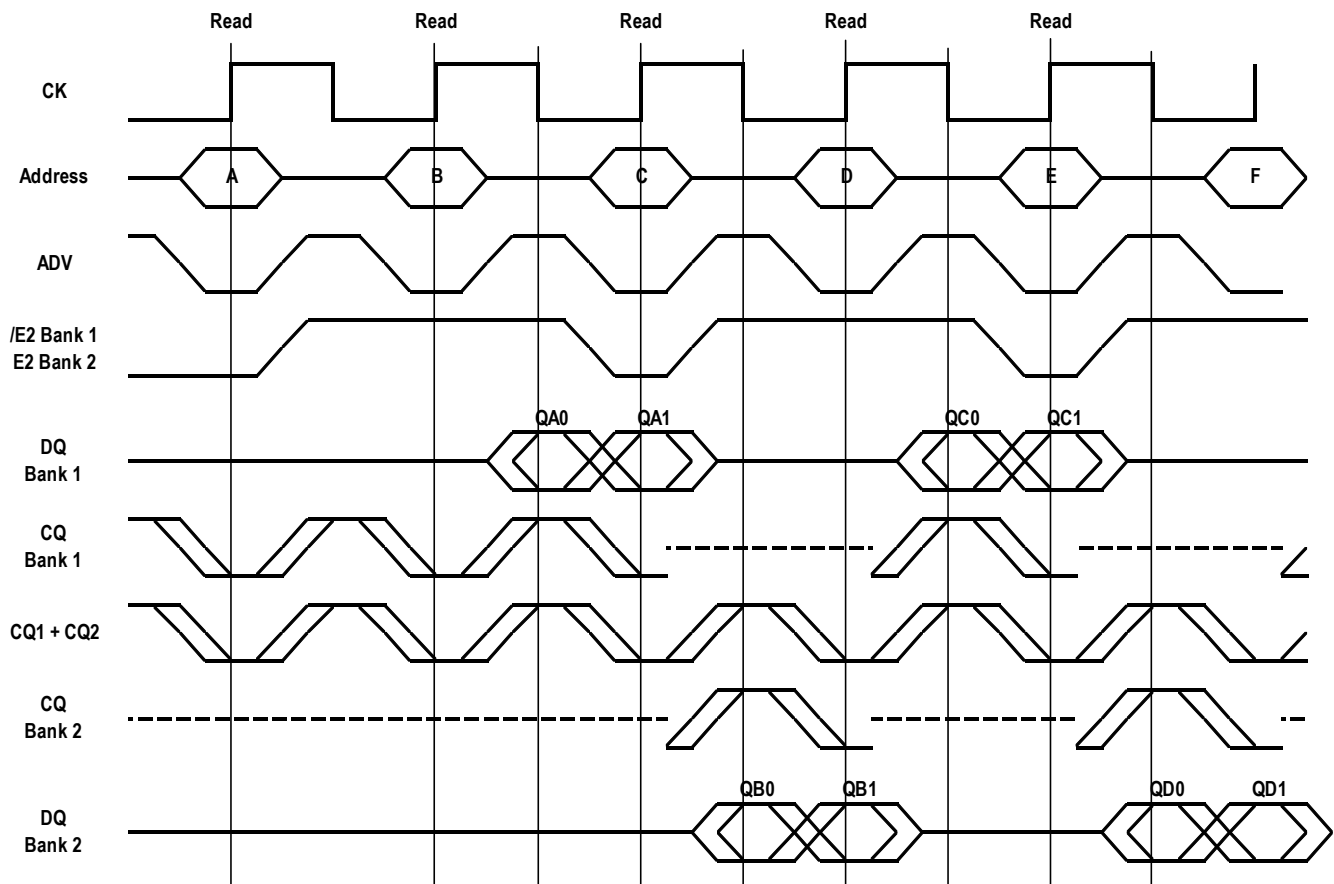 Read Read Read Read Read
CK
Address A B C D E F
ADV
/E2 Bank 1
E2 Bank 2
QA0 QA1 QC0 QC1
DQ
Bank 1
CQ
Bank 1
CQ1 + CQ2
CQ
Bank 2
QB0 QB1 QD0 QD1
DQ
Bank 2